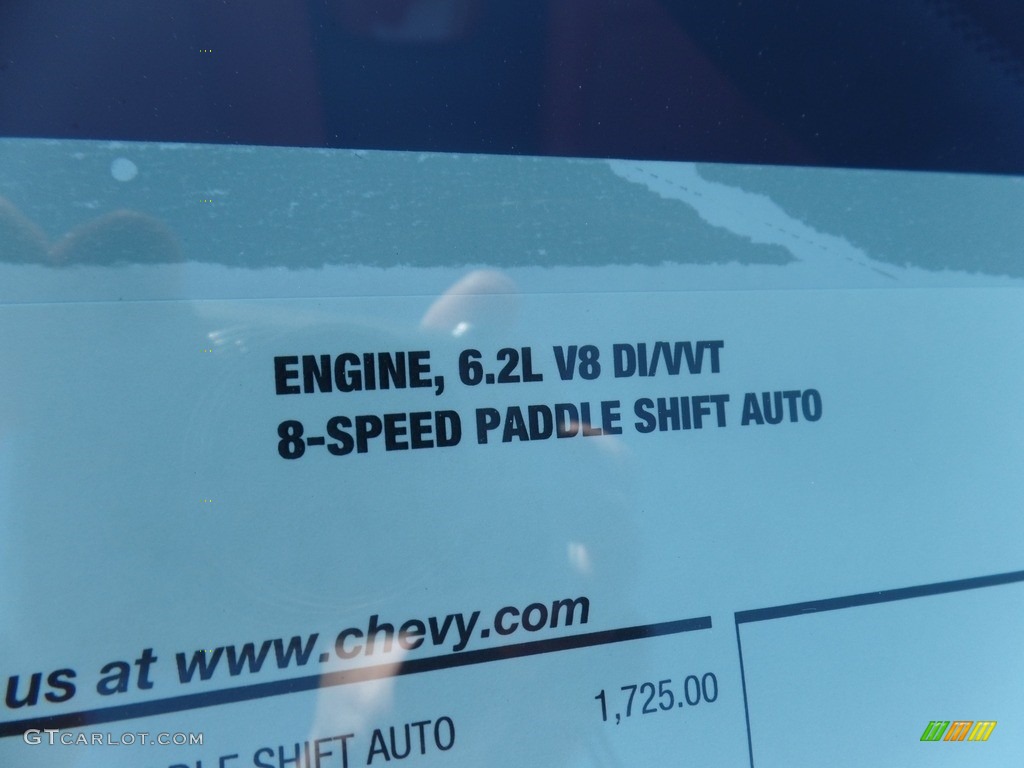 ENGINE, 6.2L V8 DI/VVT
8-SPEED PADDLE SHIFT AUTO
us at www.chevy.com
SHIFT AUTO 1,725.00
GTCARLOT.COM